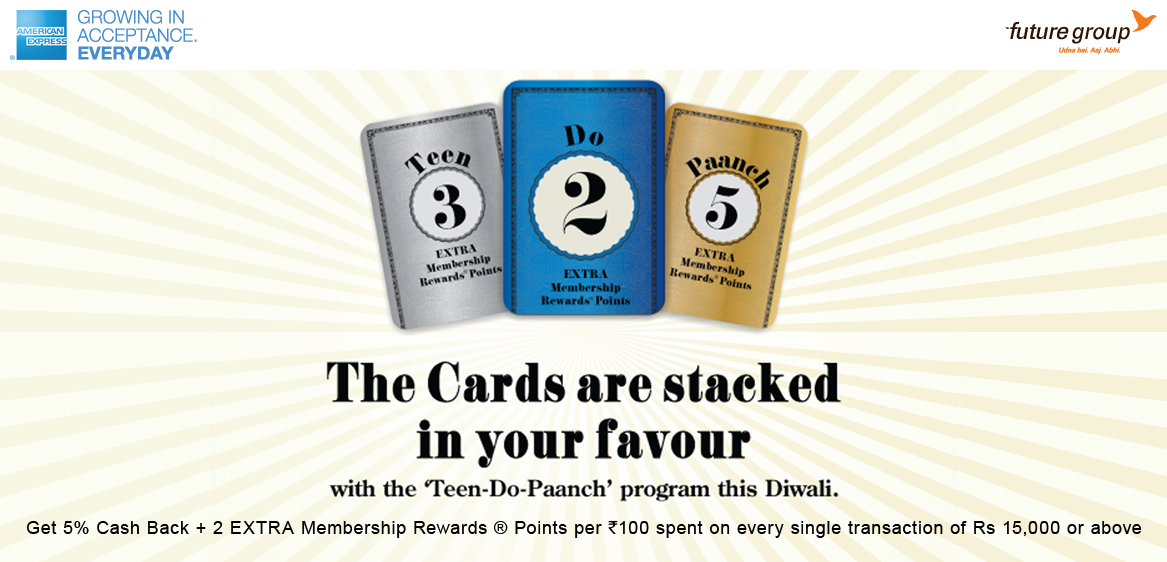 AMERICAN
EXPRESS
®
GROWING IN
ACCEPTANCE.
EVERYDAY
future group
Udna hai. Aaj. Abhi.
Teen
3
EXTRA
Membership
Rewards® Points
Do
2
EXTRA
Membership
Rewards® Points
Paanch
5
EXTRA
Membership
Rewards® Points
The Cards are stacked
in your favour
with the ‘Teen-Do-Paanch’ program this Diwali.
Get 5% Cash Back + 2 EXTRA Membership Rewards ® Points per ₹100 spent on every single transaction of Rs 15,000 or above